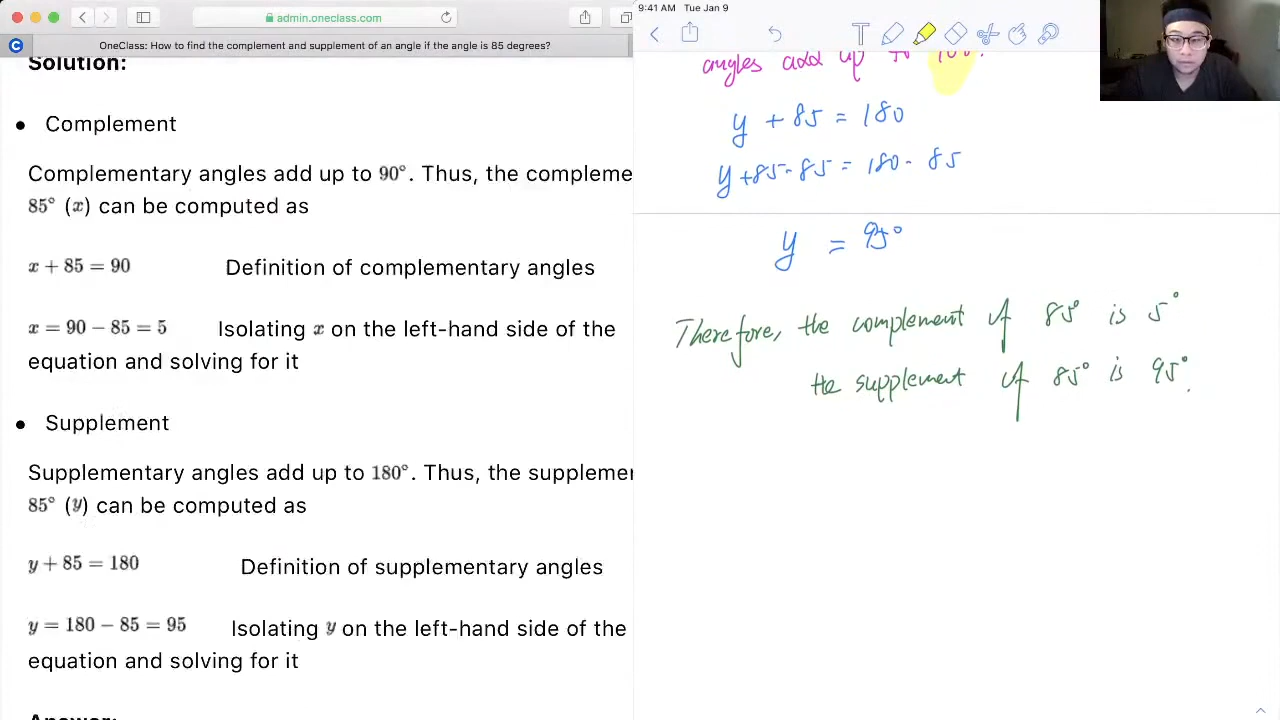 admin.oneclass.com
OneClass: How to find the Complement and supplement of an angle if the angle is 85 degrees?
Solution:
Complement
Complementary angles add up to 90°. Thus, the compleme
85° (x) can be computed as
x + 85 = 90 Definition of complementary angles
x = 90 − 85 = 5 Isolating x on the left-hand side of the
equation and solving for it
Supplement
Supplementary angles add up to 180°. Thus, the supplemen
85° (y) can be computed as
y + 85 = 180 Definition of supplementary angles
y = 180 − 85 = 95 Isolating y on the left-hand side of the
equation and solving for it
Answer:
9:41 AM Tue Jan 9
angles add up to 180°.
y + 85 = 180
y + 85 - 85 = 180 - 85
y = 95°
Therefore, the complement of 85° is 5°
the supplement of 85° is 95°.